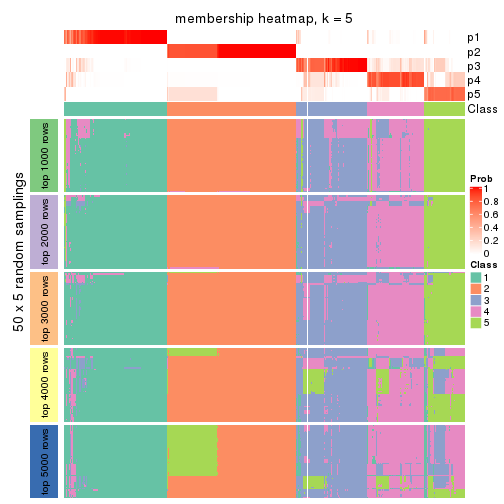 membership heatmap, k = 5
p1
p2
p3
p4
p5
Class
50 x 5 random samplings
top 1000 rows
top 2000 rows
top 3000 rows
top 4000 rows
top 5000 rows
Prob
1
0.8
0.6
0.4
0.2
0
Class
1
2
3
4
5